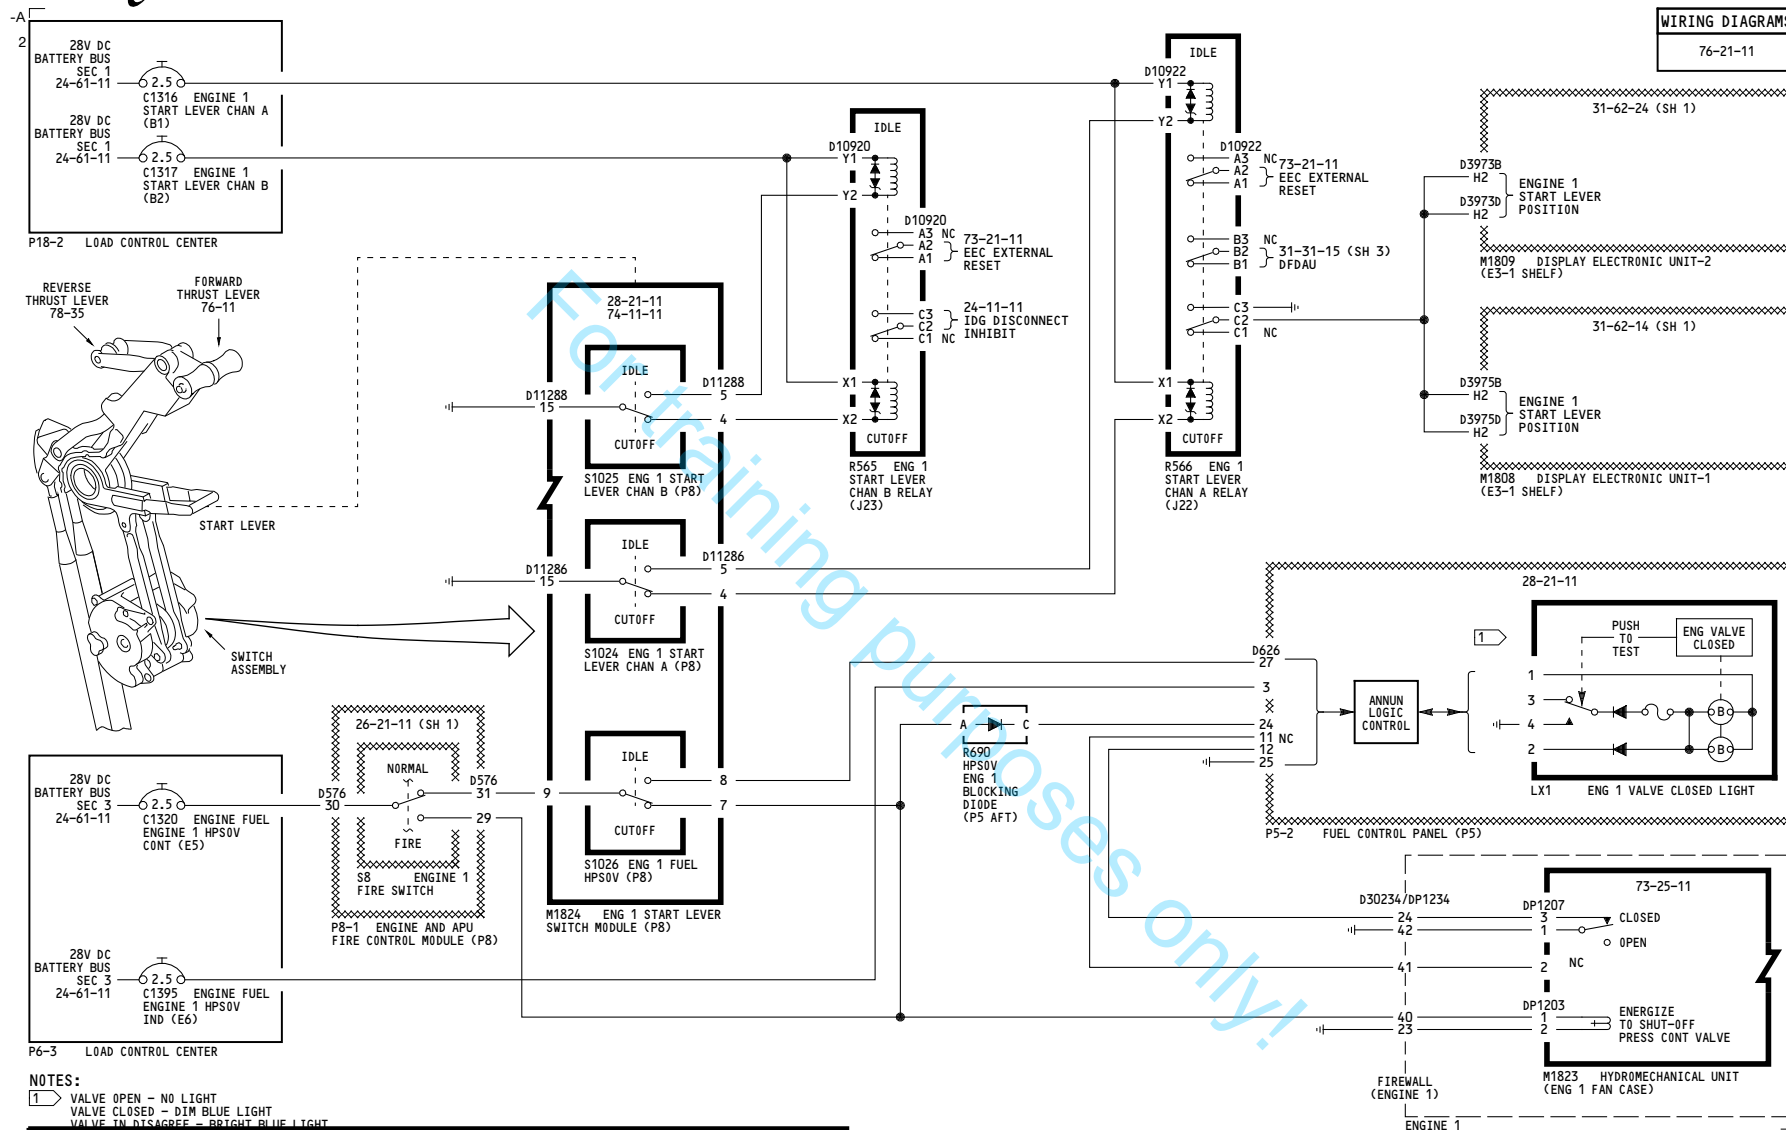 -A
2
28V DC
BATTERY BUS
SEC 1
24-61-11
2.5
C1316 ENGINE 1
START LEVER CHAN A
(B1)
28V DC
BATTERY BUS
SEC 1
24-61-11
2.5
C1317 ENGINE 1
START LEVER CHAN B
(B2)
P18-2 LOAD CONTROL CENTER
REVERSE
THRUST LEVER
78-35
FORWARD
THRUST LEVER
76-11
START LEVER
SWITCH
ASSEMBLY
28V DC
BATTERY BUS
SEC 3
24-61-11
2.5
C1320 ENGINE FUEL
ENGINE 1 HPSOV
CONT (E5)
28V DC
BATTERY BUS
SEC 3
24-61-11
2.5
C1395 ENGINE FUEL
ENGINE 1 HPSOV
IND (E6)
P6-3 LOAD CONTROL CENTER
NOTES:
1 VALVE OPEN - NO LIGHT
VALVE CLOSED - DIM BLUE LIGHT
VALVE IN DISAGREE - BRIGHT BLUE LIGHT
26-21-11 (SH 1)
NORMAL
FIRE
D576
30
D576
31
29
S8 ENGINE 1
FIRE SWITCH
P8-1 ENGINE AND APU
FIRE CONTROL MODULE (P8)
28-21-11
74-11-11
IDLE
CUTOFF
D11288
15
D11288
5
4
S1025 ENG 1 START
LEVER CHAN B (P8)
IDLE
CUTOFF
D11286
15
D11286
5
4
S1024 ENG 1 START
LEVER CHAN A (P8)
IDLE
CUTOFF
9
8
7
S1026 ENG 1 FUEL
HPSOV (P8)
M1824 ENG 1 START LEVER
SWITCH MODULE (P8)
IDLE
D10920
Y1
Y2
D10920
A3 NC
A2
A1
73-21-11
EEC EXTERNAL
RESET
C3
C2
C1 NC
24-11-11
IDG DISCONNECT
INHIBIT
X1
X2
CUTOFF
R565 ENG 1
START LEVER
CHAN B RELAY
(J23)
IDLE
D10922
Y1
Y2
D10922
A3 NC
A2
A1
73-21-11
EEC EXTERNAL
RESET
B3 NC
B2
B1
31-31-15 (SH 3)
DFDAU
C3
C2
C1 NC
X1
X2
CUTOFF
R566 ENG 1
START LEVER
CHAN A RELAY
(J22)
A C
R690
HPSOV
ENG 1
BLOCKING
DIODE
(P5 AFT)
WIRING DIAGRAMS
76-21-11
31-62-24 (SH 1)
D3973B
H2
D3973D
H2
ENGINE 1
START LEVER
POSITION
M1809 DISPLAY ELECTRONIC UNIT-2
(E3-1 SHELF)
31-62-14 (SH 1)
D3975B
H2
D3975D
H2
ENGINE 1
START LEVER
POSITION
M1808 DISPLAY ELECTRONIC UNIT-1
(E3-1 SHELF)
28-21-11
D626
27
3
24
11 NC
12
25
ANNUN
LOGIC
CONTROL
1
PUSH
TO
TEST
ENG VALVE
CLOSED
1
3
4
2
B
B
LX1 ENG 1 VALVE CLOSED LIGHT
P5-2 FUEL CONTROL PANEL (P5)
D30234/DP1234
24
42
41
40
23
73-25-11
DP1207
3
1
2
CLOSED
OPEN
NC
DP1203
1
2
ENERGIZE
TO SHUT-OFF
PRESS CONT VALVE
FIREWALL
(ENGINE 1)
M1823 HYDROMECHANICAL UNIT
(ENG 1 FAN CASE)
ENGINE 1
For training purposes only!